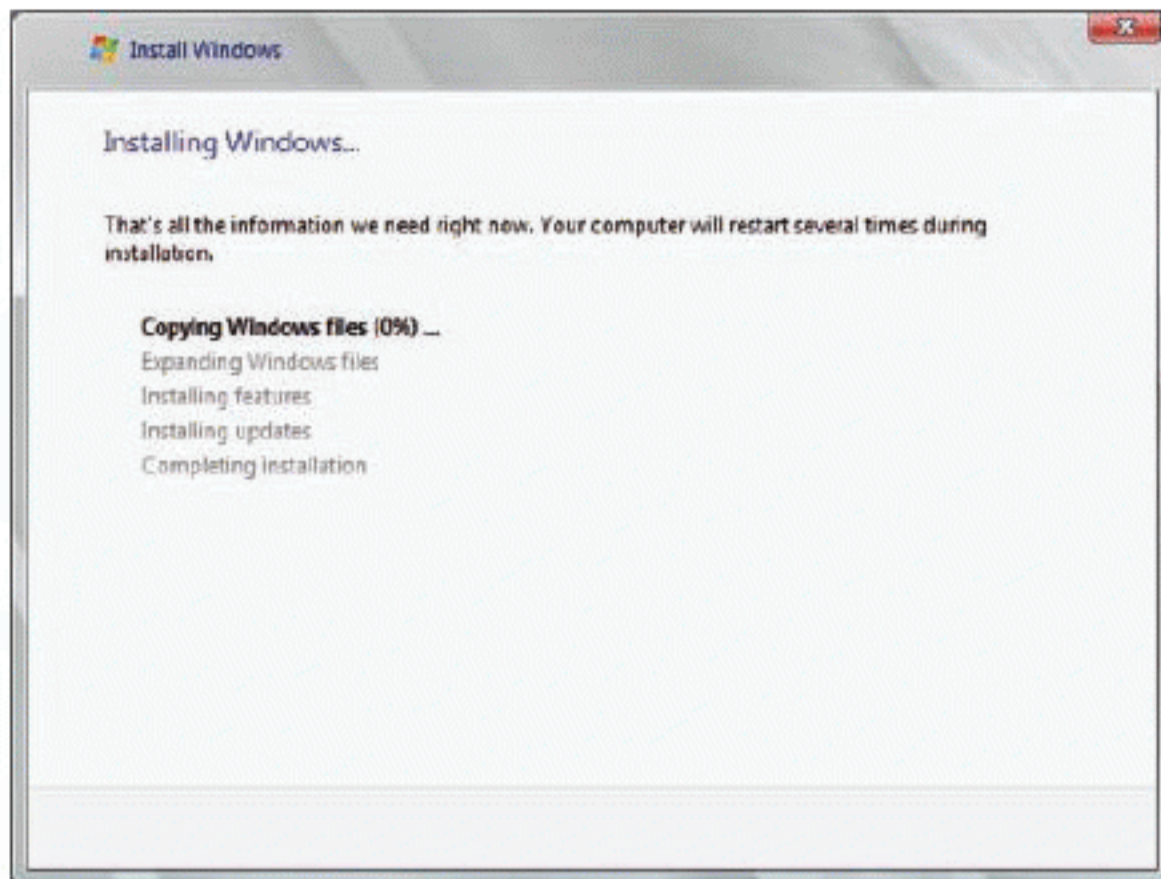 Install Windows
Installing Windows...
That's all the information we need right now. Your computer will restart several times during
installation.
Copying Windows files (0%) ...
Expanding Windows files
Installing features
Installing updates
Completing installation